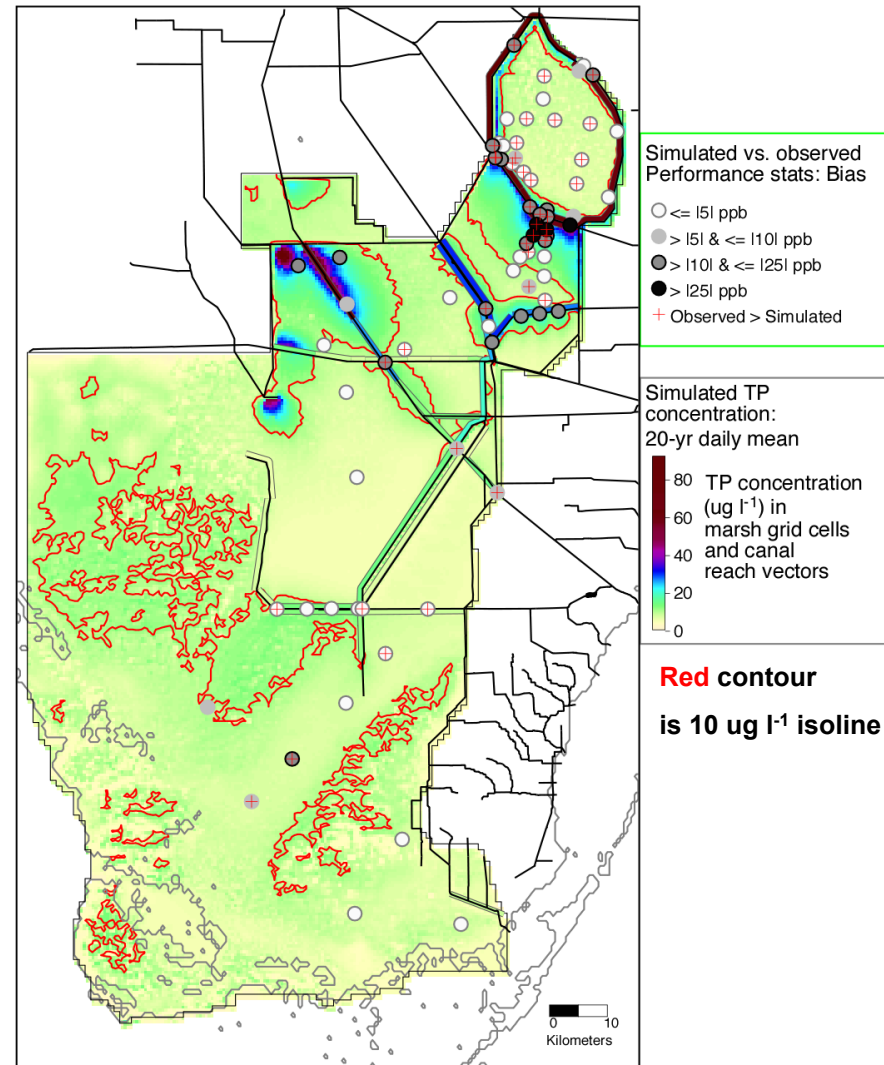 Simulated vs. observed
Performance stats: Bias
<= |5| ppb
> |5| & <= |10| ppb
> |10| & <= |25| ppb
> |25| ppb
Observed > Simulated
Simulated TP
concentration:
20-yr daily mean
80
60
40
20
0
TP concentration
(ug l⁻¹) in
marsh grid cells
and canal
reach vectors
Red contour
is 10 ug l⁻¹ isoline
0 10
Kilometers